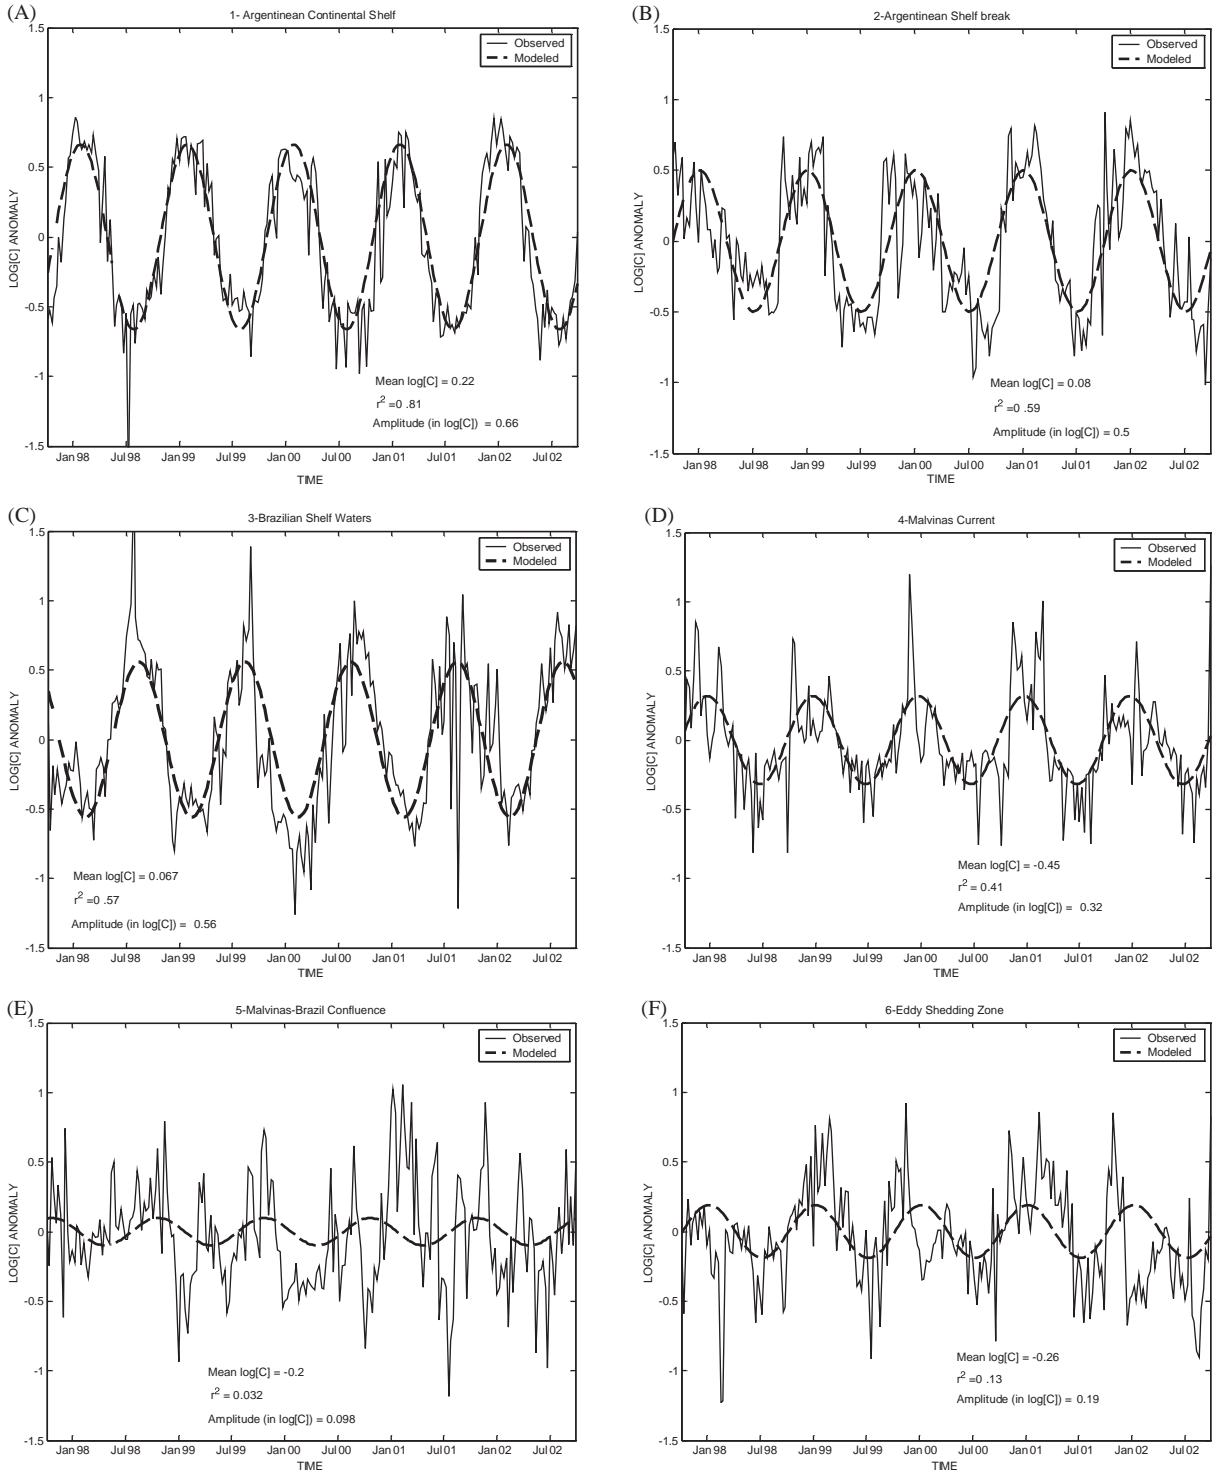 (A)
1- Argentinean Continental Shelf
1.5
1
0.5
0
-0.5
-1
-1.5
LOG[C] ANOMALY
Observed
Modeled
Mean log[C] = 0.22
r2 =0 .81
Amplitude (in log[C]) = 0.66
Jan 98 Jul 98 Jan 99 Jul 99 Jan 00 Jul 00 Jan 01 Jul 01 Jan 02 Jul 02
TIME
(B)
2-Argentinean Shelf break
1.5
1
0.5
0
-0.5
-1
-1.5
LOG[C] ANOMALY
Observed
Modeled
Mean log[C] = 0.08
r2 =0 .59
Amplitude (in log[C]) = 0.5
Jan 98 Jul 98 Jan 99 Jul 99 Jan 00 Jul 00 Jan 01 Jul 01 Jan 02 Jul 02
TIME
(C)
3-Brazilian Shelf Waters
1.5
1
0.5
0
-0.5
-1
-1.5
LOG[C] ANOMALY
Observed
Modeled
Mean log[C] = 0.067
r2 =0 .57
Amplitude (in log[C]) = 0.56
Jan 98 Jul 98 Jan 99 Jul 99 Jan 00 Jul 00 Jan 01 Jul 01 Jan 02 Jul 02
TIME
(D)
4-Malvinas Current
1.5
1
0.5
0
-0.5
-1
-1.5
LOG[C] ANOMALY
Observed
Modeled
Mean log[C] = -0.45
r2 = 0.41
Amplitude (in log[C]) = 0.32
Jan 98 Jul 98 Jan 99 Jul 99 Jan 00 Jul 00 Jan 01 Jul 01 Jan 02 Jul 02
TIME
(E)
5-Malvinas-Brazil Confluence
1.5
1
0.5
0
-0.5
-1
-1.5
LOG[C] ANOMALY
Observed
Modeled
Mean log[C] = -0.2
r2 = 0.032
Amplitude (in log[C]) = 0.098
Jan 98 Jul 98 Jan 99 Jul 99 Jan 00 Jul 00 Jan 01 Jul 01 Jan 02 Jul 02
TIME
(F)
6-Eddy Shedding Zone
1.5
1
0.5
0
-0.5
-1
-1.5
LOG[C] ANOMALY
Observed
Modeled
Mean log[C] = -0.26
r2 =0 .13
Amplitude (in log[C]) = 0.19
Jan 98 Jul 98 Jan 99 Jul 99 Jan 00 Jul 00 Jan 01 Jul 01 Jan 02 Jul 02
TIME